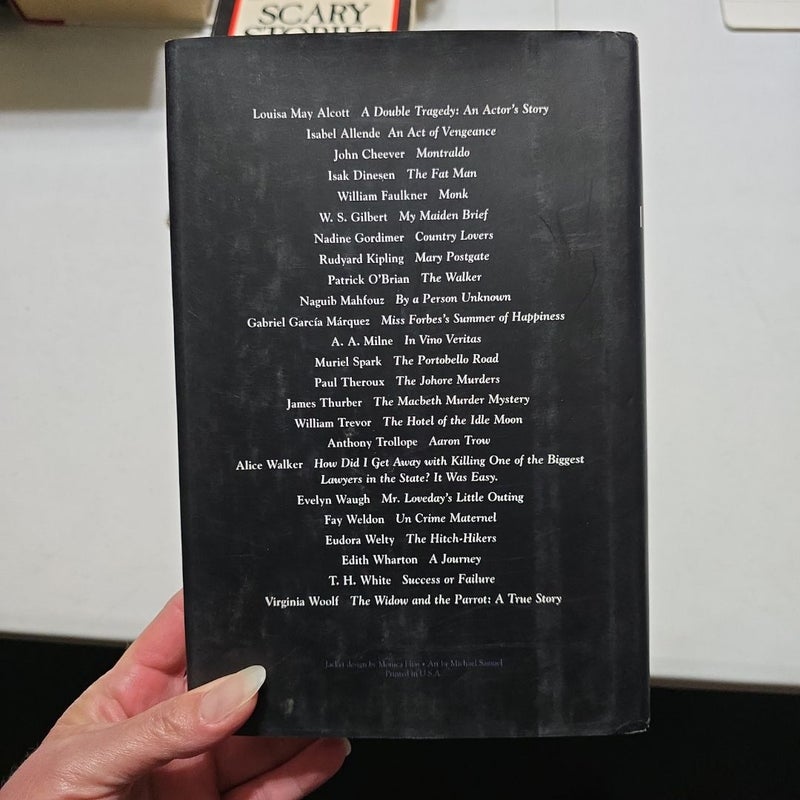 SCARY
STORIES
Louisa May Alcott A Double Tragedy: An Actor's Story
Isabel Allende An Act of Vengeance
John Cheever Montraldo
Isak Dinesen The Fat Man
William Faulkner Monk
W. S. Gilbert My Maiden Brief
Nadine Gordimer Country Lovers
Rudyard Kipling Mary Postgate
Patrick O'Brian The Walker
Naguib Mahfouz By a Person Unknown
Gabriel García Márquez Miss Forbes's Summer of Happiness
A. A. Milne In Vino Veritas
Muriel Spark The Portobello Road
Paul Theroux The Johore Murders
James Thurber The Macbeth Murder Mystery
William Trevor The Hotel of the Idle Moon
Anthony Trollope Aaron Trow
Alice Walker How Did I Get Away with Killing One of the Biggest
Lawyers in the State? It Was Easy.
Evelyn Waugh Mr. Loveday's Little Outing
Fay Weldon Un Crime Maternel
Eudora Welty The Hitch-Hikers
Edith Wharton A Journey
T. H. White Success or Failure
Virginia Woolf The Widow and the Parrot: A True Story
Jacket design by Monica • Art by Michael Samuel
Printed in U.S.A.